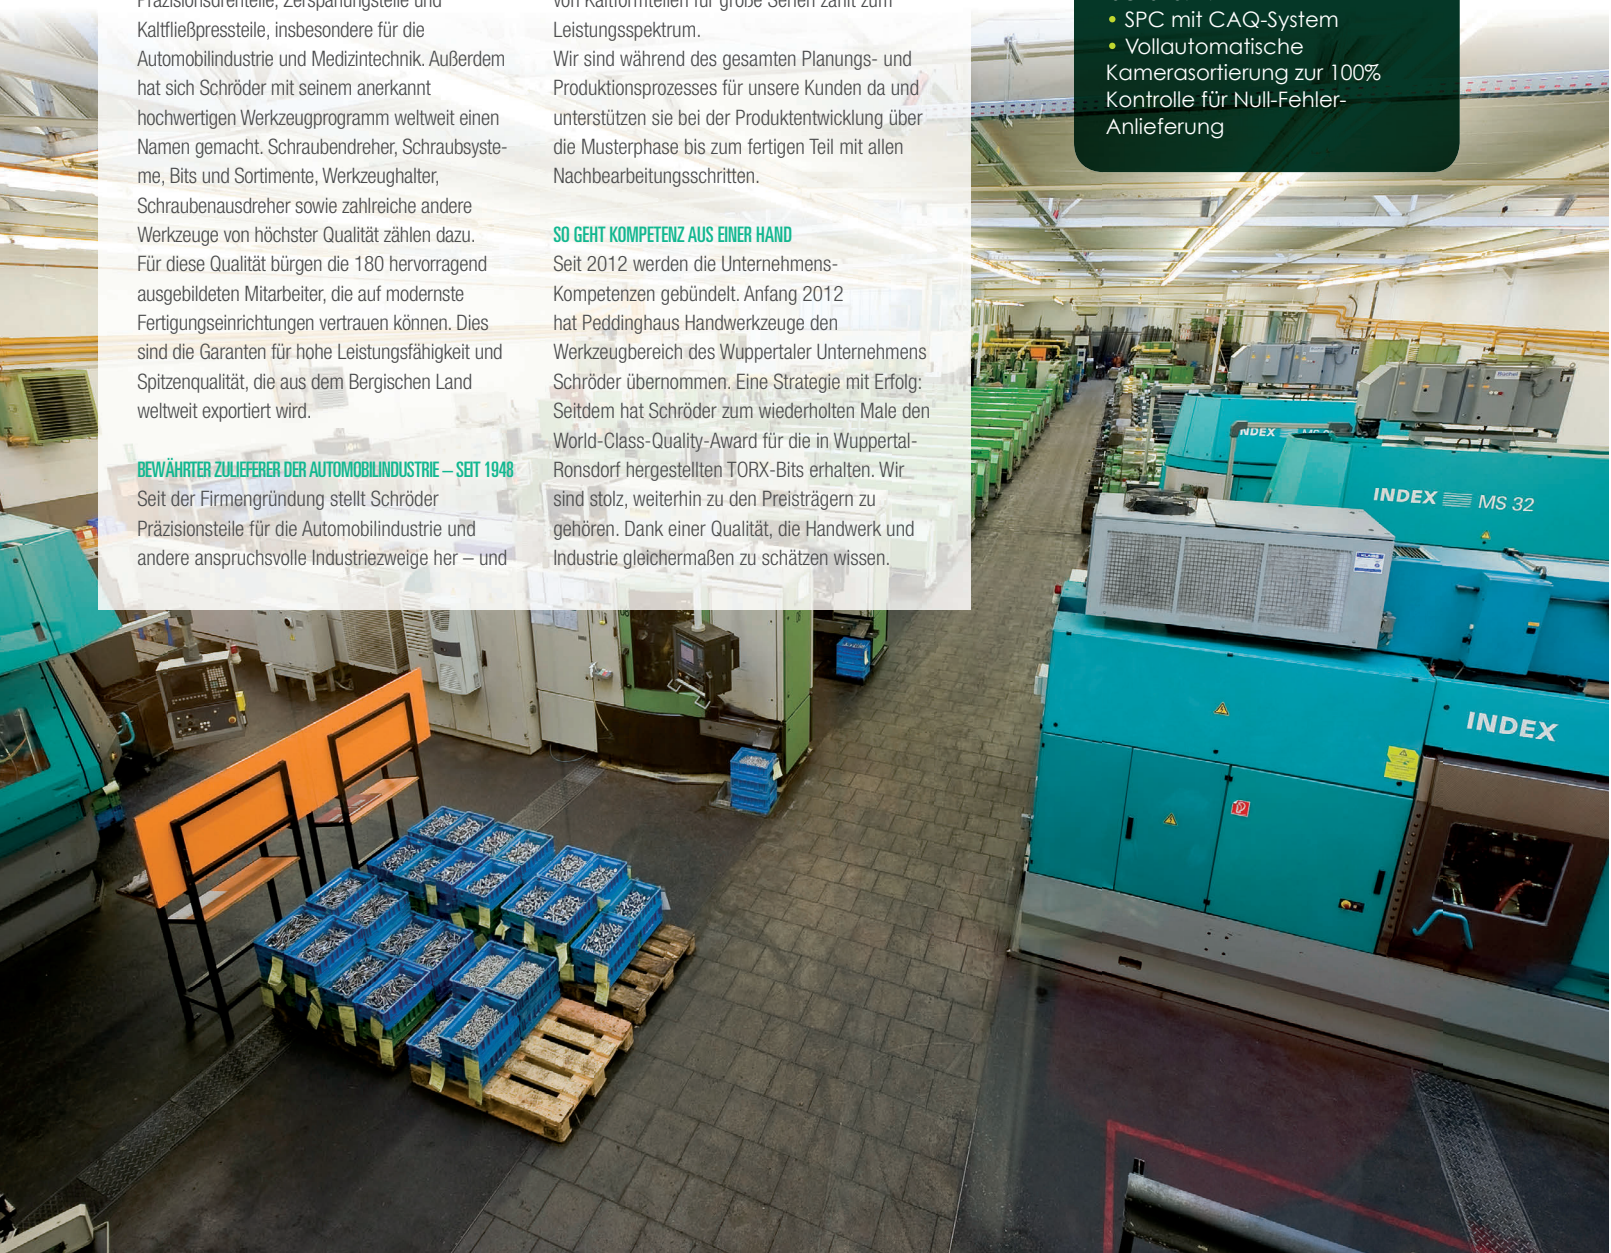 Präzisionsdrehteile, Zerspanungsteile und
Kaltfließpressteile, insbesondere für die
Automobilindustrie und Medizintechnik. Außerdem
hat sich Schröder mit seinem anerkannt
hochwertigen Werkzeugprogramm weltweit einen
Namen gemacht. Schraubendreher, Schraubsyste-
me, Bits und Sortimente, Werkzeughalter,
Schraubenausdreher sowie zahlreiche andere
Werkzeuge von höchster Qualität zählen dazu.
Für diese Qualität bürgen die 180 hervorragend
ausgebildeten Mitarbeiter, die auf modernste
Fertigungseinrichtungen vertrauen können. Dies
sind die Garanten für hohe Leistungsfähigkeit und
Spitzenqualität, die aus dem Bergischen Land
weltweit exportiert wird.
BEWÄHRTER ZULIEFERER DER AUTOMOBILINDUSTRIE – SEIT 1948
Seit der Firmengründung stellt Schröder
Präzisionsteile für die Automobilindustrie und
andere anspruchsvolle Industriezweige her – und
von Kaltformteilen für große Serien zählt zum
Leistungsspektrum.
Wir sind während des gesamten Planungs- und
Produktionsprozesses für unsere Kunden da und
unterstützen sie bei der Produktentwicklung über
die Musterphase bis zum fertigen Teil mit allen
Nachbearbeitungsschritten.
SO GEHT KOMPETENZ AUS EINER HAND
Seit 2012 werden die Unternehmens-
Kompetenzen gebündelt. Anfang 2012
hat Peddinghaus Handwerkzeuge den
Werkzeugbereich des Wuppertaler Unternehmens
Schröder übernommen. Eine Strategie mit Erfolg:
Seitdem hat Schröder zum wiederholten Male den
World-Class-Quality-Award für die in Wuppertal-
Ronsdorf hergestellten TORX-Bits erhalten. Wir
sind stolz, weiterhin zu den Preisträgern zu
gehören. Dank einer Qualität, die Handwerk und
Industrie gleichermaßen zu schätzen wissen.
• SPC mit CAQ-System
• Vollautomatische
Kamerasortierung zur 100%
Kontrolle für Null-Fehler-
Anlieferung
INDEX
INDEX MS 32
INDEX